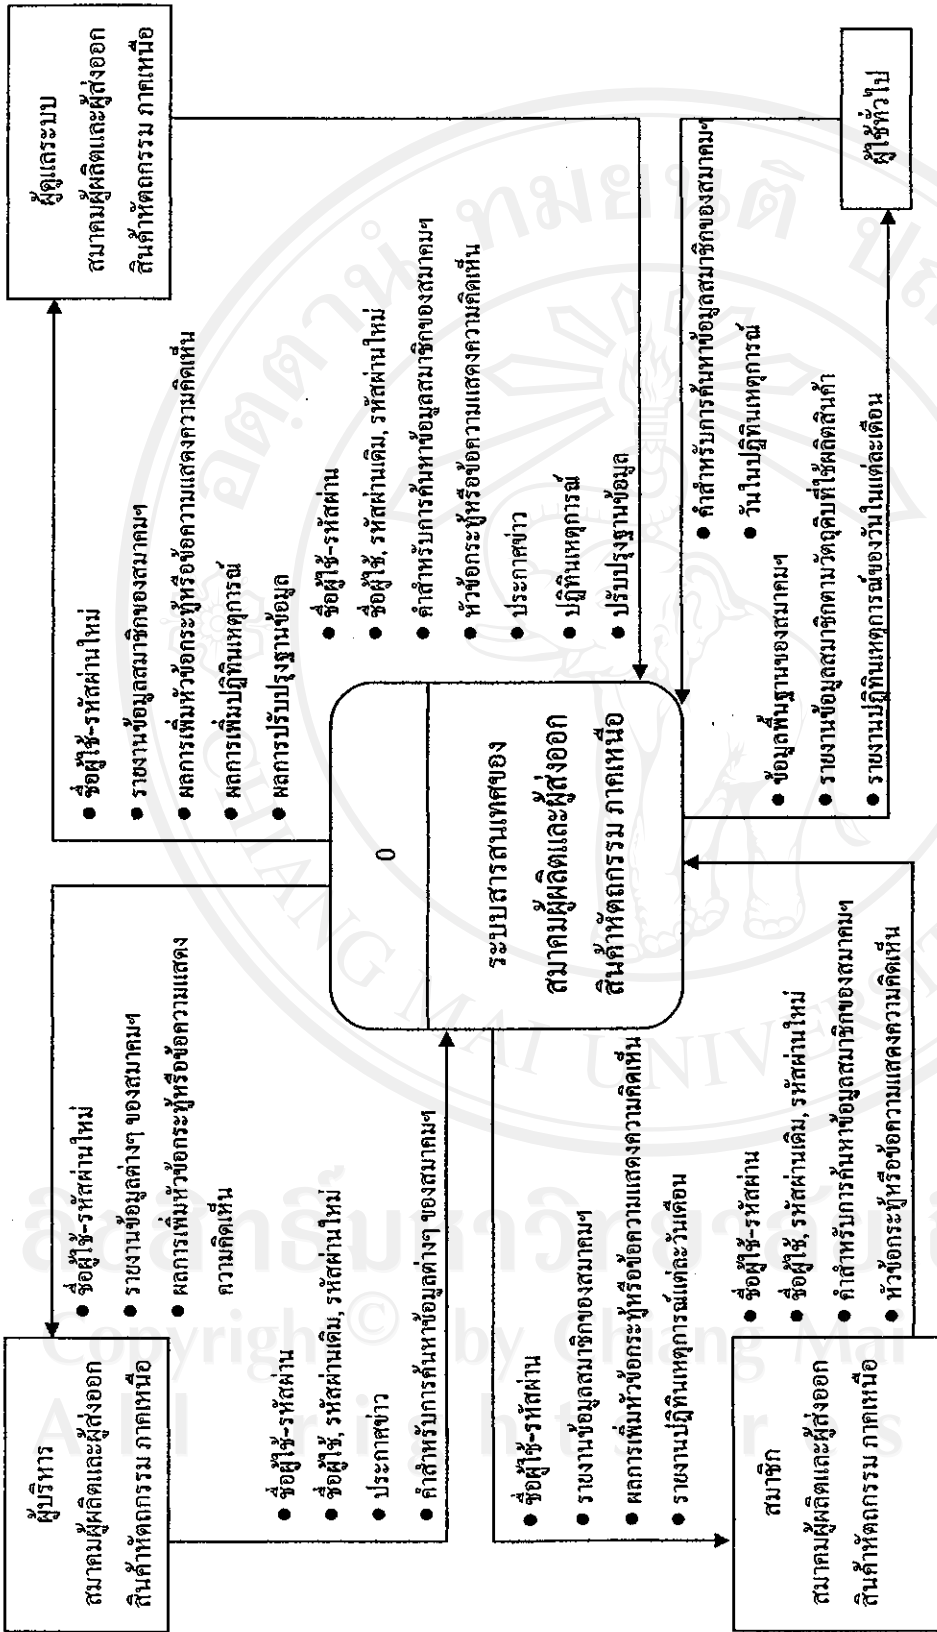 ผู้บริหาร
สมาคมผู้ผลิตและผู้ส่งออก
สินค้าหัตถกรรม ภาคเหนือ
● ชื่อผู้ใช้-รหัสผ่านใหม่
● รายงานข้อมูลต่างๆ ของสมาคมฯ
● ผลการเพิ่มหัวข้อกระทู้หรือข้อความแสดง
ความคิดเห็น
● ชื่อผู้ใช้-รหัสผ่าน
● ชื่อผู้ใช้, รหัสผ่านเดิม, รหัสผ่านใหม่
● ประกาศข่าว
● คำสำหรับการค้นหาข้อมูลต่างๆ ของสมาคมฯ
ผู้ดูแลระบบ
สมาคมผู้ผลิตและผู้ส่งออก
สินค้าหัตถกรรม ภาคเหนือ
● ชื่อผู้ใช้-รหัสผ่านใหม่
● รายงานข้อมูลสมาชิกของสมาคมฯ
● ผลการเพิ่มหัวข้อกระทู้หรือข้อความแสดงความคิดเห็น
● ผลการเพิ่มปฏิทินเหตุการณ์
● ผลการปรับปรุงฐานข้อมูล
● ชื่อผู้ใช้-รหัสผ่าน
● ชื่อผู้ใช้, รหัสผ่านเดิม, รหัสผ่านใหม่
● คำสำหรับการค้นหาข้อมูลสมาชิกของสมาคมฯ
● หัวข้อกระทู้หรือข้อความแสดงความคิดเห็น
● ประกาศข่าว
● ปฏิทินเหตุการณ์
● ปรับปรุงฐานข้อมูล
0
ระบบสารสนเทศของ
สมาคมผู้ผลิตและผู้ส่งออก
สินค้าหัตถกรรม ภาคเหนือ
● ชื่อผู้ใช้-รหัสผ่าน
● รายงานข้อมูลสมาชิกของสมาคมฯ
● ผลการเพิ่มหัวข้อกระทู้หรือข้อความแสดงความคิดเห็น
● รายงานปฏิทินเหตุการณ์แต่ละวันเดือน
สมาชิก
สมาคมผู้ผลิตและผู้ส่งออก
สินค้าหัตถกรรม ภาคเหนือ
● ชื่อผู้ใช้-รหัสผ่าน
● ชื่อผู้ใช้, รหัสผ่านเดิม, รหัสผ่านใหม่
● คำสำหรับการค้นหาข้อมูลสมาชิกของสมาคมฯ
● หัวข้อกระทู้หรือข้อความแสดงความคิดเห็น
● คำสำหรับการค้นหาข้อมูลสมาชิกของสมาคมฯ
● วันในปฏิทินเหตุการณ์
● ข้อมูลพื้นฐานของสมาคมฯ
● รายงานข้อมูลสมาชิกตามวัตถุดิบที่ใช้ผลิตสินค้า
● รายงานปฏิทินเหตุการณ์ของวันในแต่ละเดือน
ผู้ใช้ทั่วไป
CHIANG MAI UNIVERSIT
Copyright © by Chiang Mai
All rights res